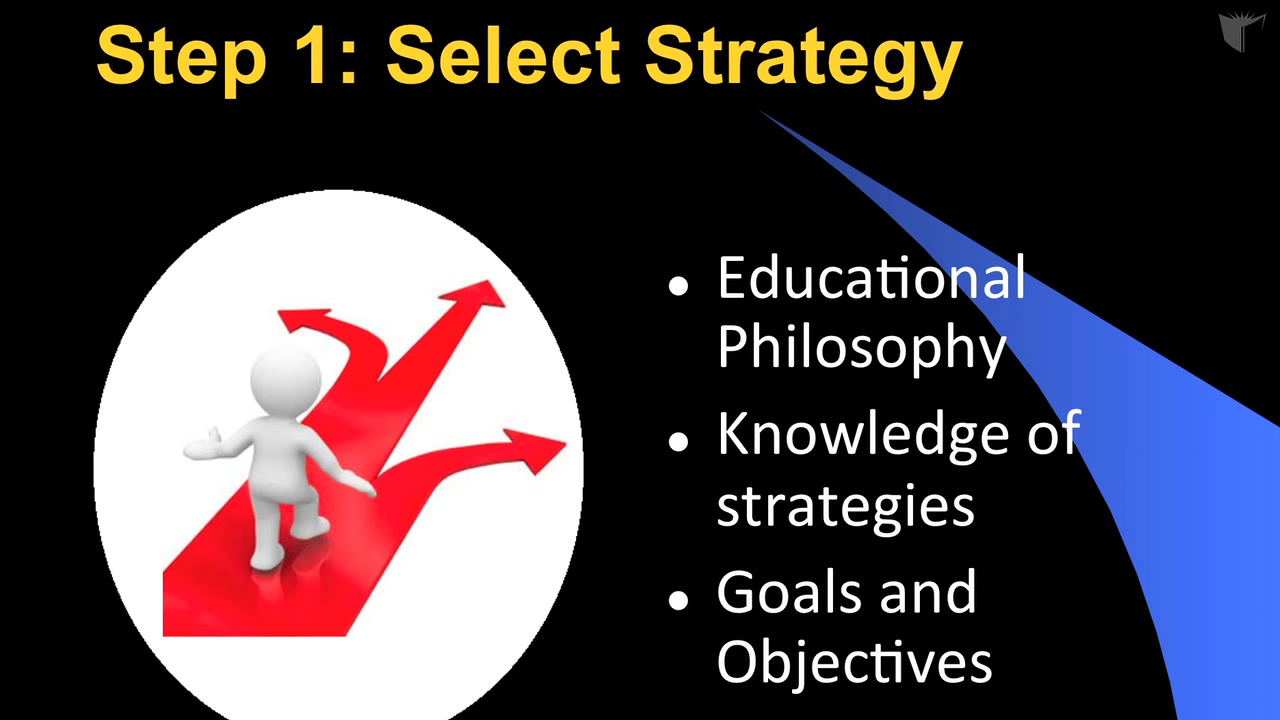 Step 1: Select Strategy
• Educational
Philosophy
• Knowledge of
strategies
• Goals and
Objectives